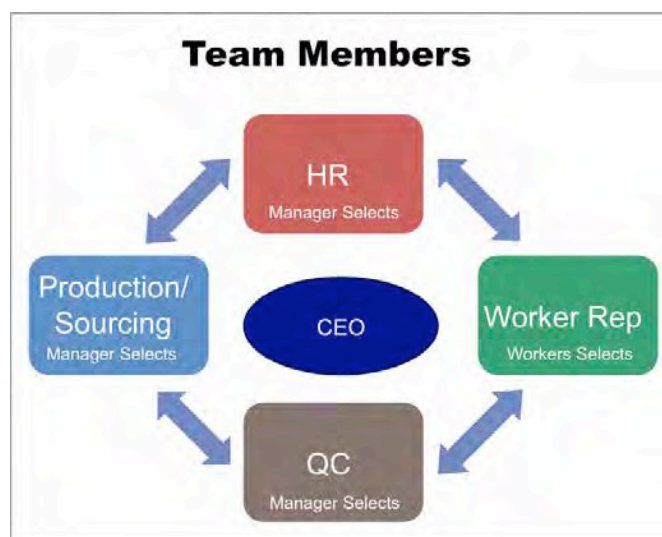 Team Members
HR
Manager Selects
Production/
Sourcing
Manager Selects
CEO
Worker Rep
Workers Selects
QC
Manager Selects